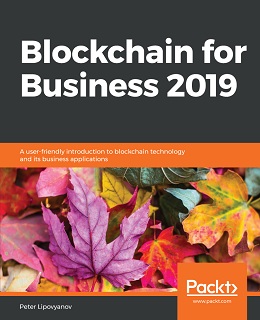 Blockchain for
Business 2019
A user-friendly introduction to blockchain technology
and its business applications
Peter Lipovyanov
Packt>
www.packt.com